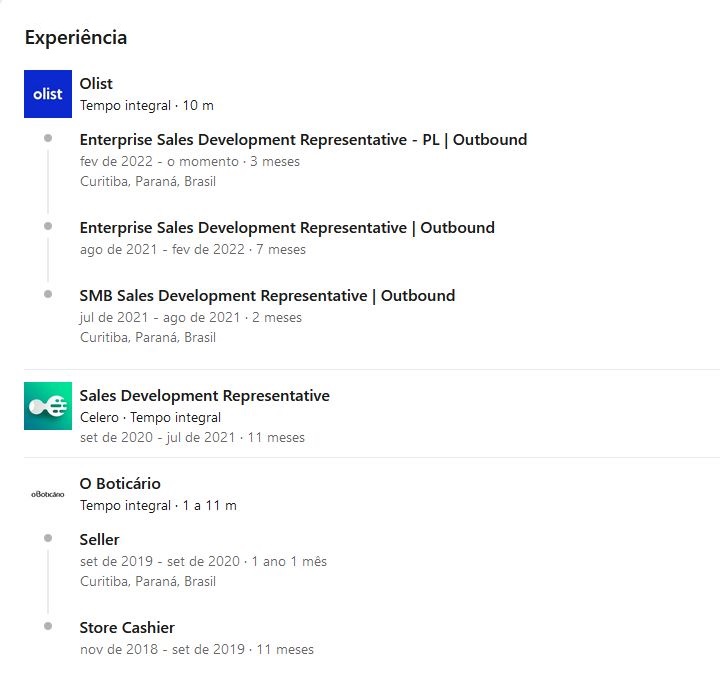 Experiência
olist
Olist
Tempo integral · 10 m
Enterprise Sales Development Representative - PL | Outbound
fev de 2022 - o momento · 3 meses
Curitiba, Paraná, Brasil
Enterprise Sales Development Representative | Outbound
ago de 2021 - fev de 2022 · 7 meses
SMB Sales Development Representative | Outbound
jul de 2021 - ago de 2021 · 2 meses
Curitiba, Paraná, Brasil
Sales Development Representative
Celero · Tempo integral
set de 2020 - jul de 2021 · 11 meses
oBoticário
O Boticário
Tempo integral · 1 a 11 m
Seller
set de 2019 - set de 2020 · 1 ano 1 mês
Curitiba, Paraná, Brasil
Store Cashier
nov de 2018 - set de 2019 · 11 meses